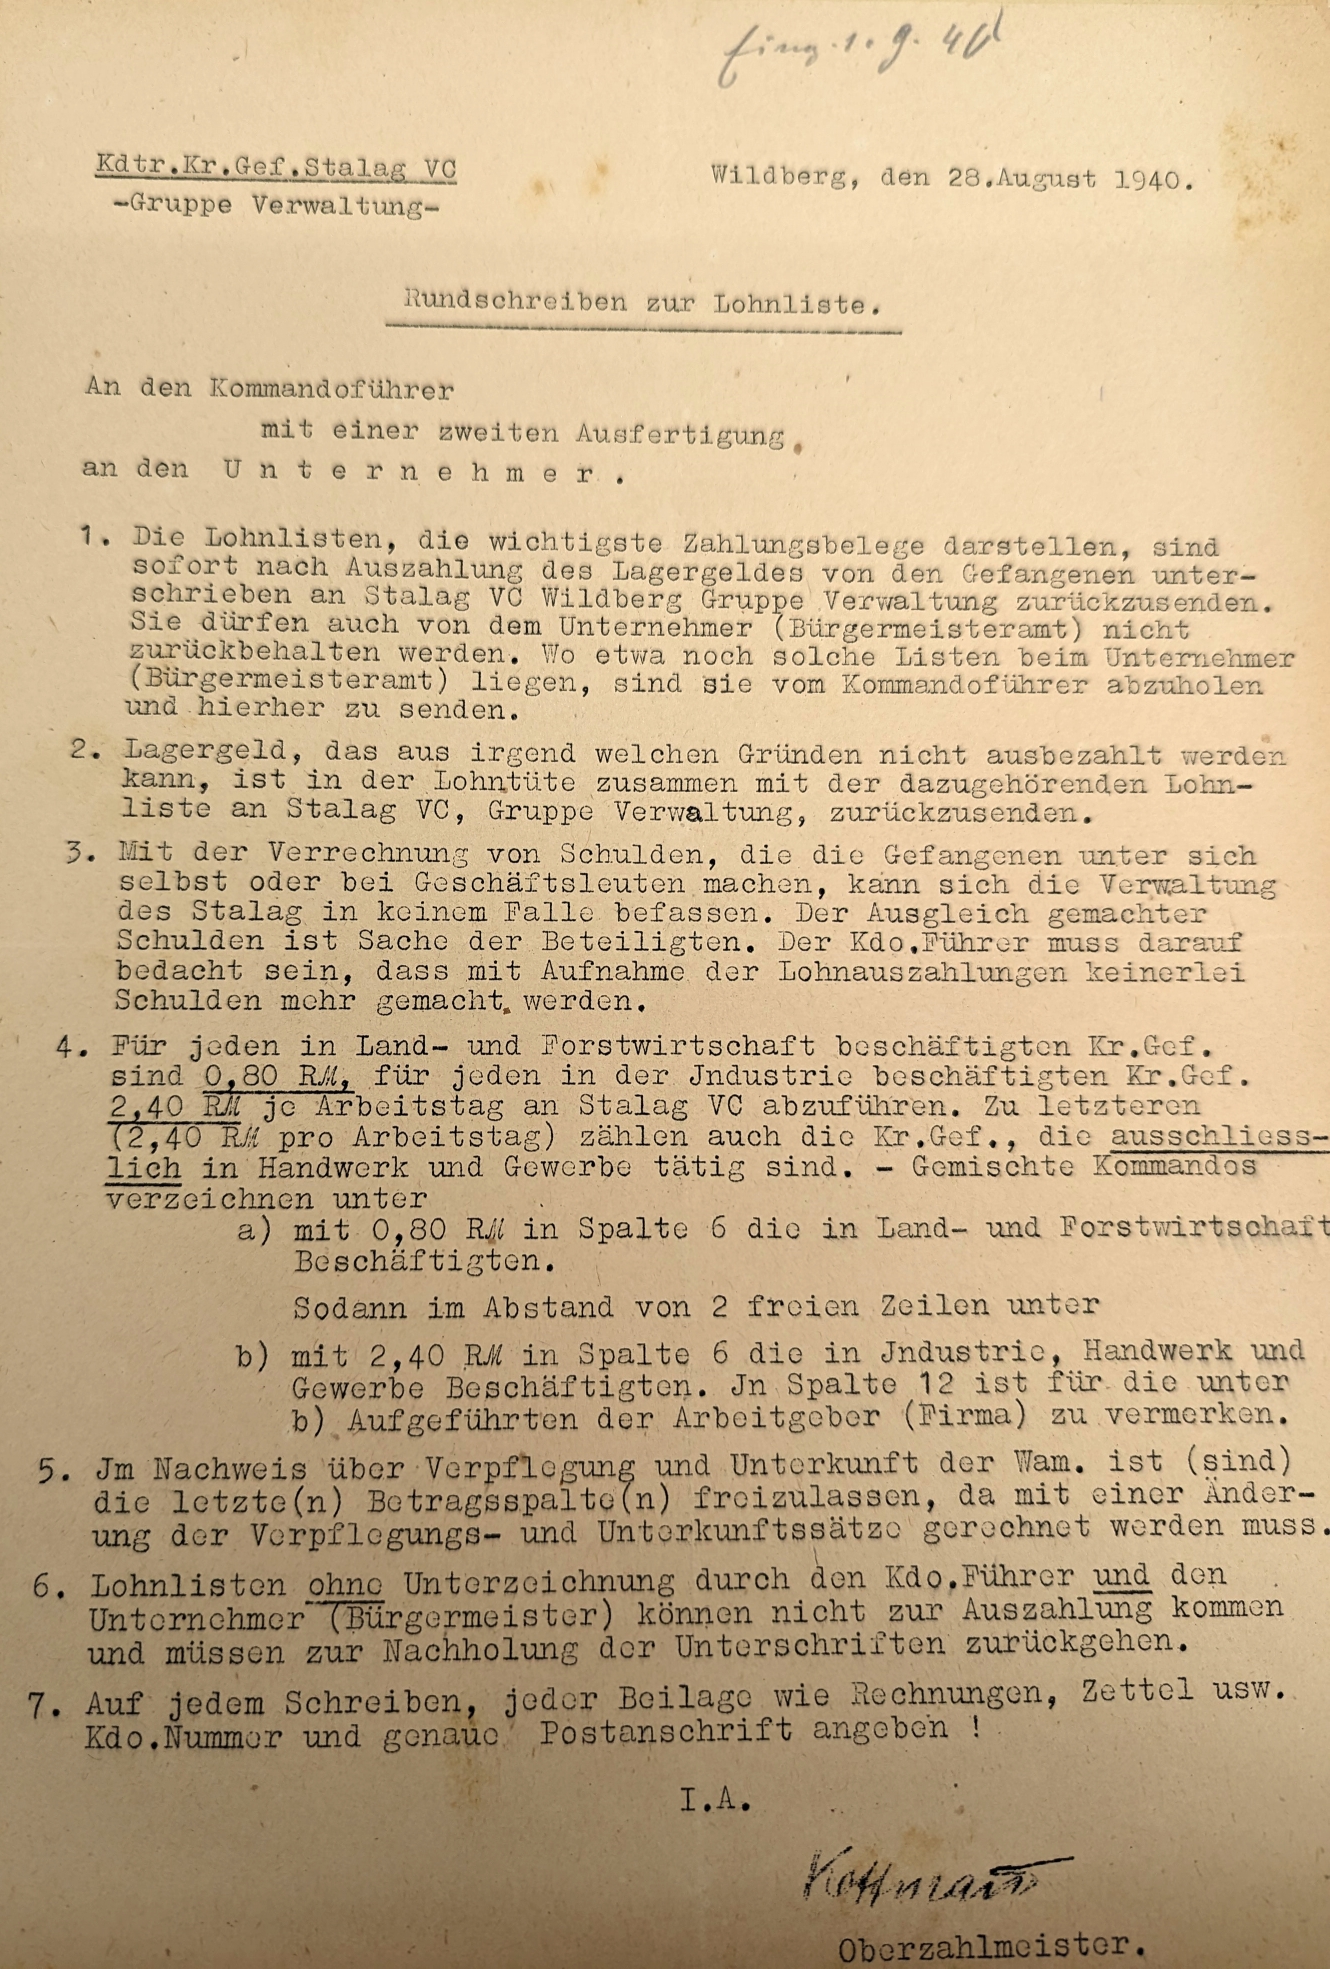 Eing. 1. 9. 40
Kdtr.Kr.Gef.Stalag VC
Wildberg, den 28.August 1940.
-Gruppe Verwaltung-
Rundschreiben zur Lohnliste.
An den Kommandoführer
mit einer zweiten Ausfertigung
an den U n t e r n e h m e r .
1. Die Lohnlisten, die wichtigste Zahlungsbelege darstellen, sind
sofort nach Auszahlung des Lagergeldes von den Gefangenen unter-
schrieben an Stalag VC Wildberg Gruppe Verwaltung zurückzusenden.
Sie dürfen auch von dem Unternehmer (Bürgermeisteramt) nicht
zurückbehalten werden. Wo etwa noch solche Listen beim Unternehmer
(Bürgermeisteramt) liegen, sind sie vom Kommandoführer abzuholen
und hierher zu senden.
2. Lagergeld, das aus irgend welchen Gründen nicht ausbezahlt werden
kann, ist in der Lohntüte zusammen mit der dazugehörenden Lohn-
liste an Stalag VC, Gruppe Verwaltung, zurückzusenden.
3. Mit der Verrechnung von Schulden, die die Gefangenen unter sich
selbst oder bei Geschäftsleuten machen, kann sich die Verwaltung
des Stalag in keinem Falle befassen. Der Ausgleich gemachter
Schulden ist Sache der Beteiligten. Der Kdo.Führer muss darauf
bedacht sein, dass mit Aufnahme der Lohnauszahlungen keinerlei
Schulden mehr gemacht werden.
4. Für jeden in Land- und Forstwirtschaft beschäftigten Kr.Gef.
sind 0,80 RM, für jeden in der Jndustrie beschäftigten Kr.Gef.
2,40 RM je Arbeitstag an Stalag VC abzuführen. Zu letzteren
(2,40 RM pro Arbeitstag) zählen auch die Kr.Gef., die ausschliess-
lich in Handwerk und Gewerbe tätig sind. - Gemischte Kommandos
verzeichnen unter
a) mit 0,80 RM in Spalte 6 die in Land- und Forstwirtschaft
Beschäftigten.
Sodann im Abstand von 2 freien Zeilen unter
b) mit 2,40 RM in Spalte 6 die in Jndustrie, Handwerk und
Gewerbe Beschäftigten. Jn Spalte 12 ist für die unter
b) Aufgeführten der Arbeitgeber (Firma) zu vermerken.
5. Jm Nachweis über Verpflegung und Unterkunft der Wam. ist (sind)
die letzte(n) Betragsspalte(n) freizulassen, da mit einer Änder-
ung der Verpflegungs- und Unterkunftssätze gerechnet werden muss.
6. Lohnlisten ohne Unterzeichnung durch den Kdo.Führer und den
Unternehmer (Bürgermeister) können nicht zur Auszahlung kommen
und müssen zur Nachholung der Unterschriften zurückgehen.
7. Auf jedem Schreiben, jeder Beilage wie Rechnungen, Zettel usw.
Kdo.Nummer und genaue Postanschrift angeben !
I.A.
Kottmann
Oberzahlmeister.